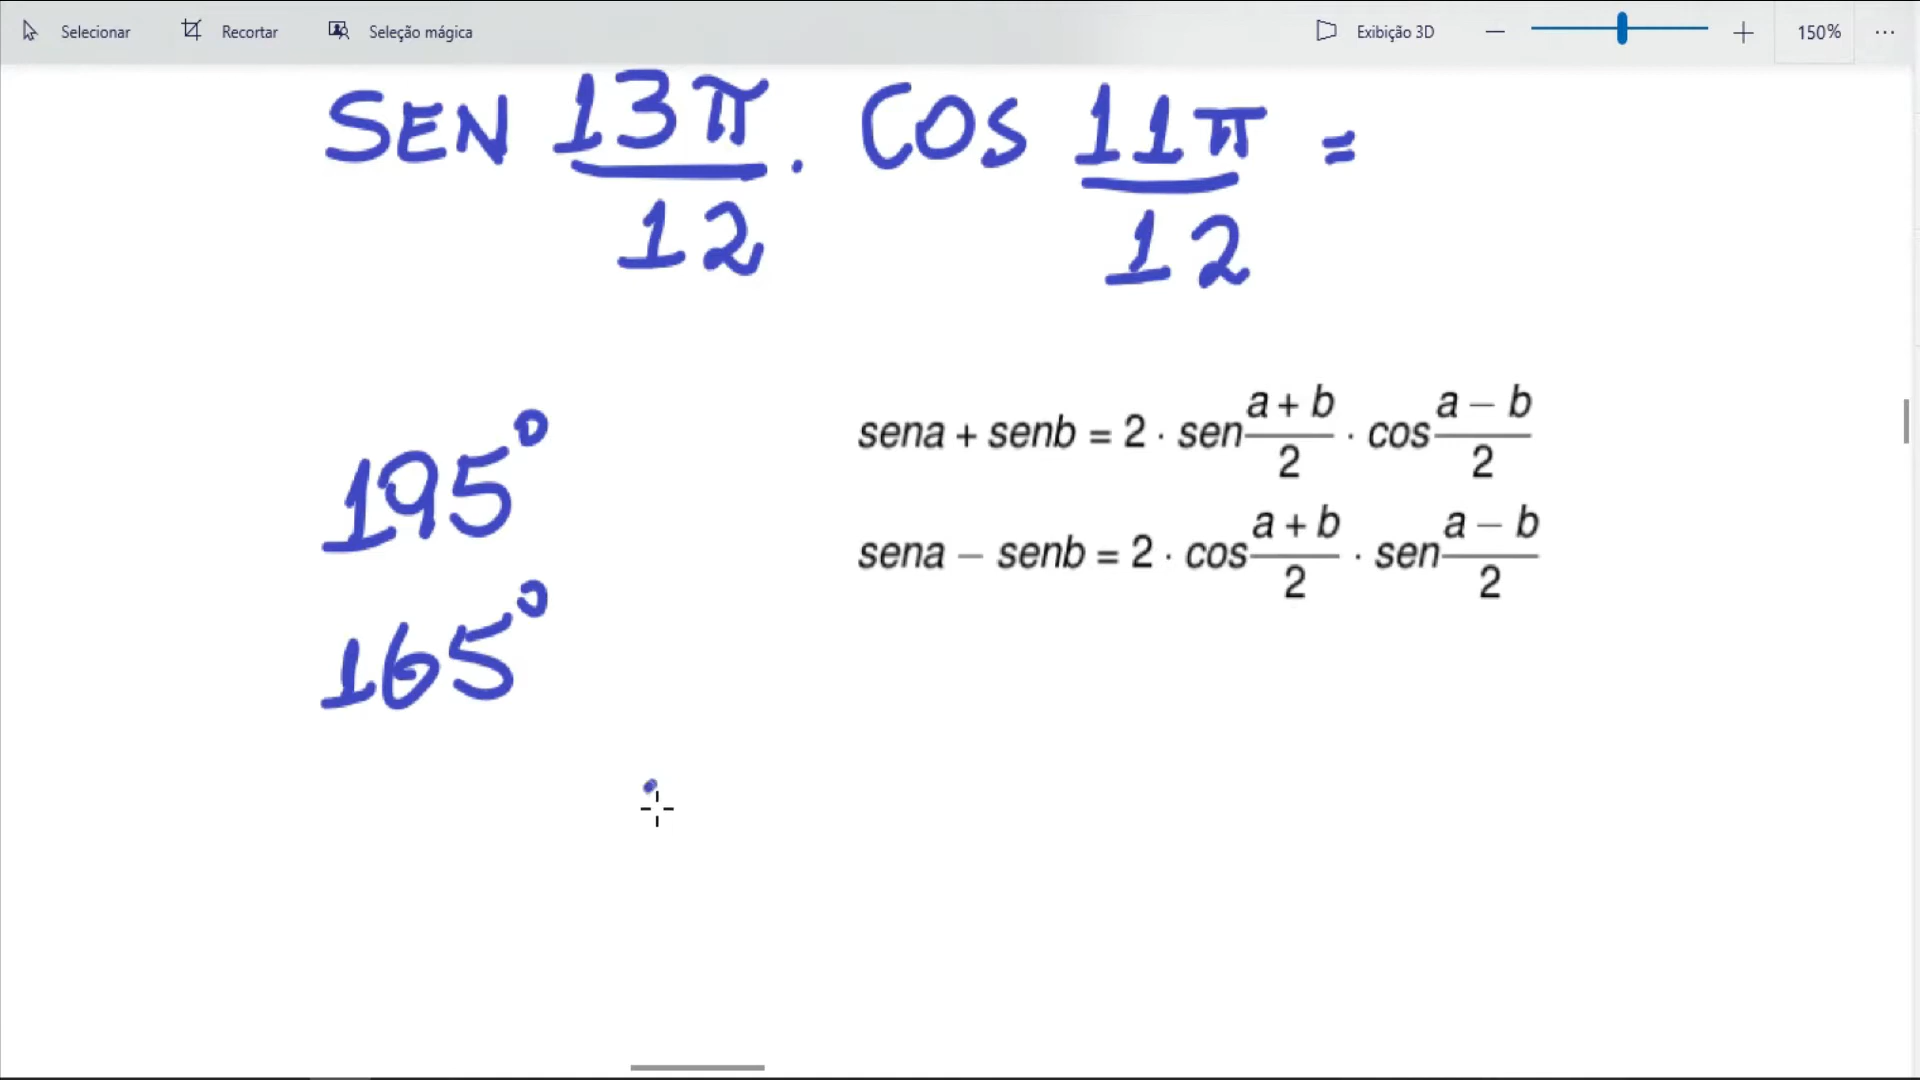 Selecionar Recortar Seleção mágica Exibição 3D 150%
SEN 13π/12 . COS 11π/12 =
195°
sena + senb = 2 · sen (a + b)/2 · cos (a − b)/2
sena − senb = 2 · cos (a + b)/2 · sen (a − b)/2
165°